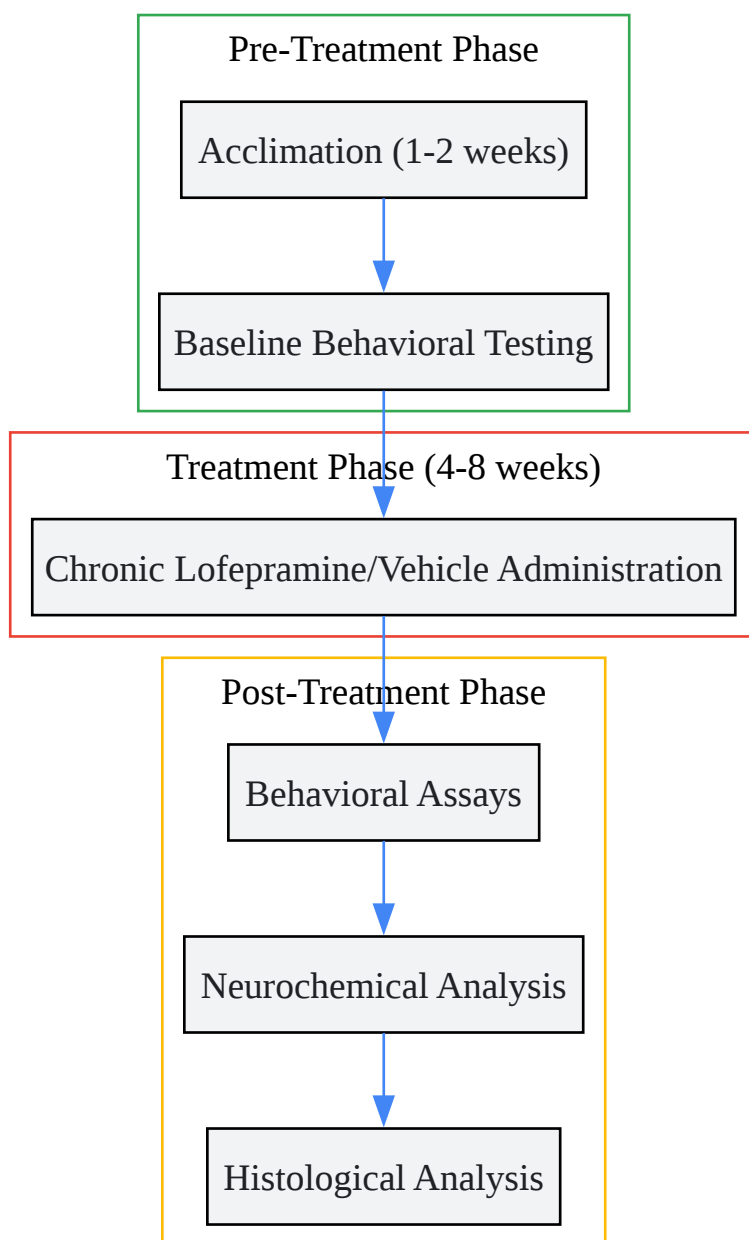 Pre-Treatment Phase
Acclimation (1-2 weeks)
Baseline Behavioral Testing
Treatment Phase (4-8 weeks)
Chronic Lofepramine/Vehicle Administration
Post-Treatment Phase
Behavioral Assays
Neurochemical Analysis
Histological Analysis